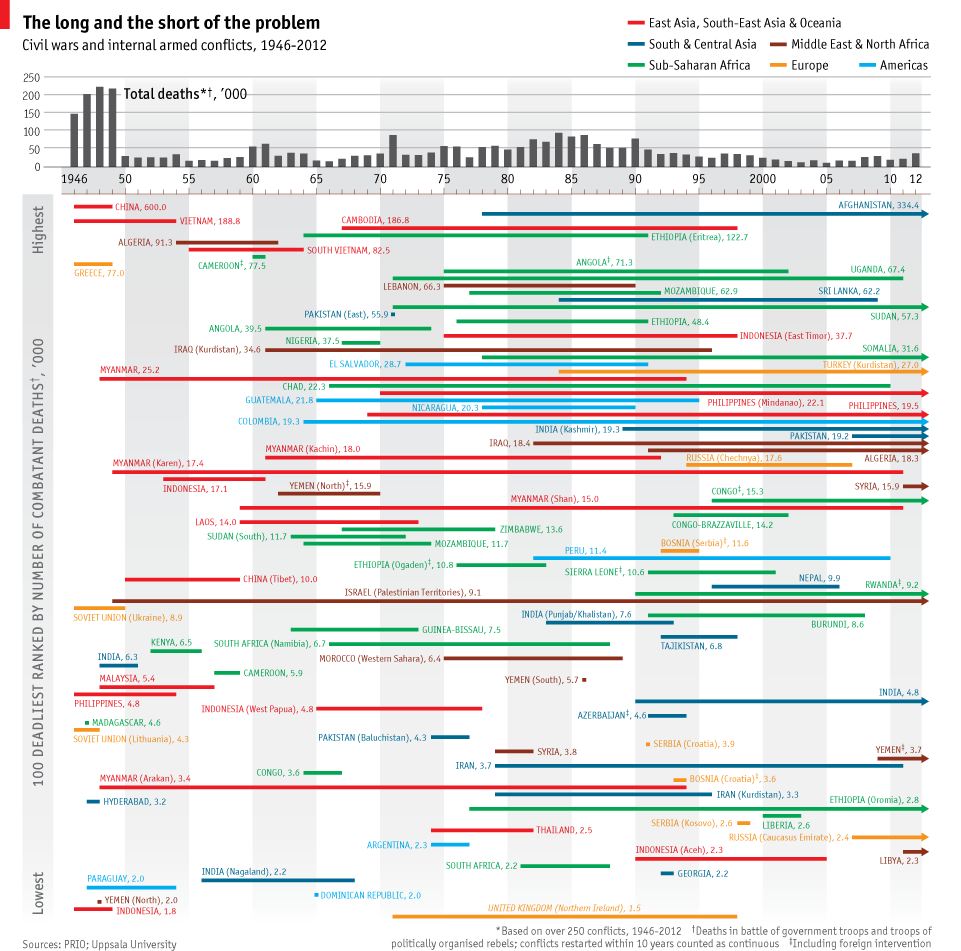 The long and the short of the problem
Civil wars and internal armed conflicts, 1946-2012
East Asia, South-East Asia & Oceania
South & Central Asia
Middle East & North Africa
Sub-Saharan Africa
Europe
Americas
Total deaths*†, ’000
250
200
150
100
50
0
1946 50 55 60 65 70 75 80 85 90 95 2000 05 10 12
Highest
100 DEADLIEST RANKED BY NUMBER OF COMBATANT DEATHS†, ’000
Lowest
CHINA, 600.0
AFGHANISTAN, 334.4
VIETNAM, 188.8
CAMBODIA, 186.8
ETHIOPIA (Eritrea), 122.7
ALGERIA, 91.3
SOUTH VIETNAM, 82.5
CAMEROON‡, 77.5
GREECE, 77.0
ANGOLA‡, 71.3
UGANDA, 67.4
LEBANON, 66.3
MOZAMBIQUE, 62.9
SRI LANKA, 62.2
SUDAN, 57.3
PAKISTAN (East), 55.9
ETHIOPIA, 48.4
ANGOLA, 39.5
INDONESIA (East Timor), 37.7
NIGERIA, 37.5
IRAQ (Kurdistan), 34.6
SOMALIA, 31.6
EL SALVADOR, 28.7
TURKEY (Kurdistan), 27.0
MYANMAR, 25.2
CHAD, 22.3
PHILIPPINES (Mindanao), 22.1
GUATEMALA, 21.8
NICARAGUA, 20.3
PHILIPPINES, 19.5
COLOMBIA, 19.3
INDIA (Kashmir), 19.3
PAKISTAN, 19.2
IRAQ, 18.4
ALGERIA, 18.3
MYANMAR (Kachin), 18.0
RUSSIA (Chechnya), 17.6
MYANMAR (Karen), 17.4
INDONESIA, 17.1
SYRIA, 15.9
YEMEN (North)‡, 15.9
CONGO‡, 15.3
MYANMAR (Shan), 15.0
CONGO-BRAZZAVILLE, 14.2
LAOS, 14.0
ZIMBABWE, 13.6
SUDAN (South), 11.7
MOZAMBIQUE, 11.7
BOSNIA (Serbia)‡, 11.6
PERU, 11.4
ETHIOPIA (Ogaden)‡, 10.8
SIERRA LEONE‡, 10.6
CHINA (Tibet), 10.0
NEPAL, 9.9
RWANDA‡, 9.2
ISRAEL (Palestinian Territories), 9.1
SOVIET UNION (Ukraine), 8.9
BURUNDI, 8.6
INDIA (Punjab/Khalistan), 7.6
GUINEA-BISSAU, 7.5
TAJIKISTAN, 6.8
SOUTH AFRICA (Namibia), 6.7
KENYA, 6.5
MOROCCO (Western Sahara), 6.4
INDIA, 6.3
CAMEROON, 5.9
YEMEN (South), 5.7
MALAYSIA, 5.4
PHILIPPINES, 4.8
INDIA, 4.8
INDONESIA (West Papua), 4.8
AZERBAIJAN‡, 4.6
MADAGASCAR, 4.6
SOVIET UNION (Lithuania), 4.3
PAKISTAN (Baluchistan), 4.3
SERBIA (Croatia), 3.9
SYRIA, 3.8
YEMEN‡, 3.7
IRAN, 3.7
CONGO, 3.6
BOSNIA (Croatia)‡, 3.6
MYANMAR (Arakan), 3.4
IRAN (Kurdistan), 3.3
HYDERABAD, 3.2
ETHIOPIA (Oromia), 2.8
LIBERIA, 2.6
SERBIA (Kosovo), 2.6
THAILAND, 2.5
RUSSIA (Caucasus Emirate), 2.4
ARGENTINA, 2.3
INDONESIA (Aceh), 2.3
LIBYA, 2.3
SOUTH AFRICA, 2.2
GEORGIA, 2.2
INDIA (Nagaland), 2.2
PARAGUAY, 2.0
DOMINICAN REPUBLIC, 2.0
YEMEN (North), 2.0
INDONESIA, 1.8
UNITED KINGDOM (Northern Ireland), 1.5
*Based on over 250 conflicts, 1946-2012 †Deaths in battle of government troops and troops of
politically organised rebels; conflicts restarted within 10 years counted as continuous ‡Including foreign intervention
Sources: PRIO; Uppsala University